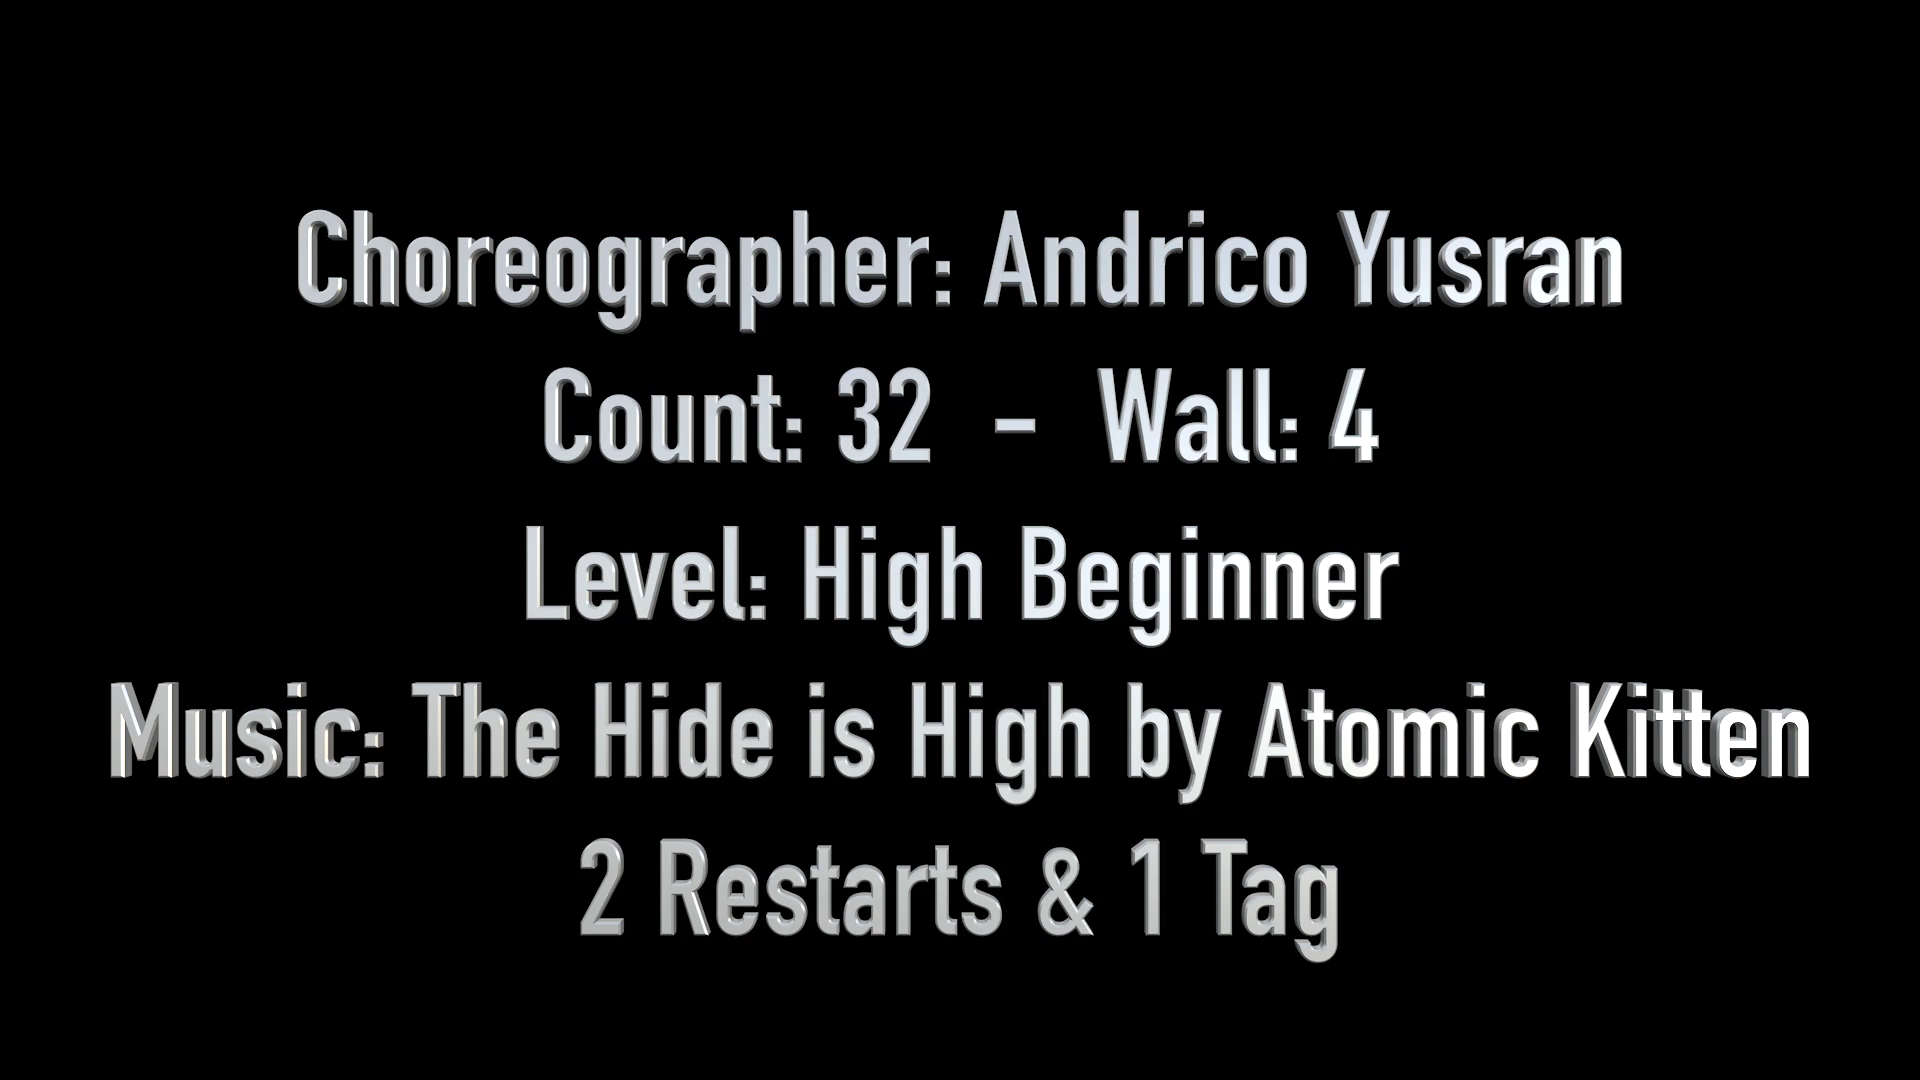 Choreographer: Andrico Yusran
Count: 32 - Wall: 4
Level: High Beginner
Music: The Hide is High by Atomic Kitten
2 Restarts & 1 Tag